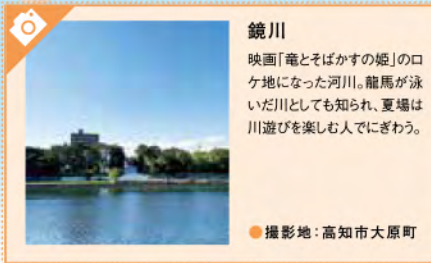 鏡川
映画「竜とそばかすの姫」のロ
ケ地になった河川。龍馬が泳
いだ川としても知られ、夏場は
川遊びを楽しむ人でにぎわう。
●撮影地:高知市大原町